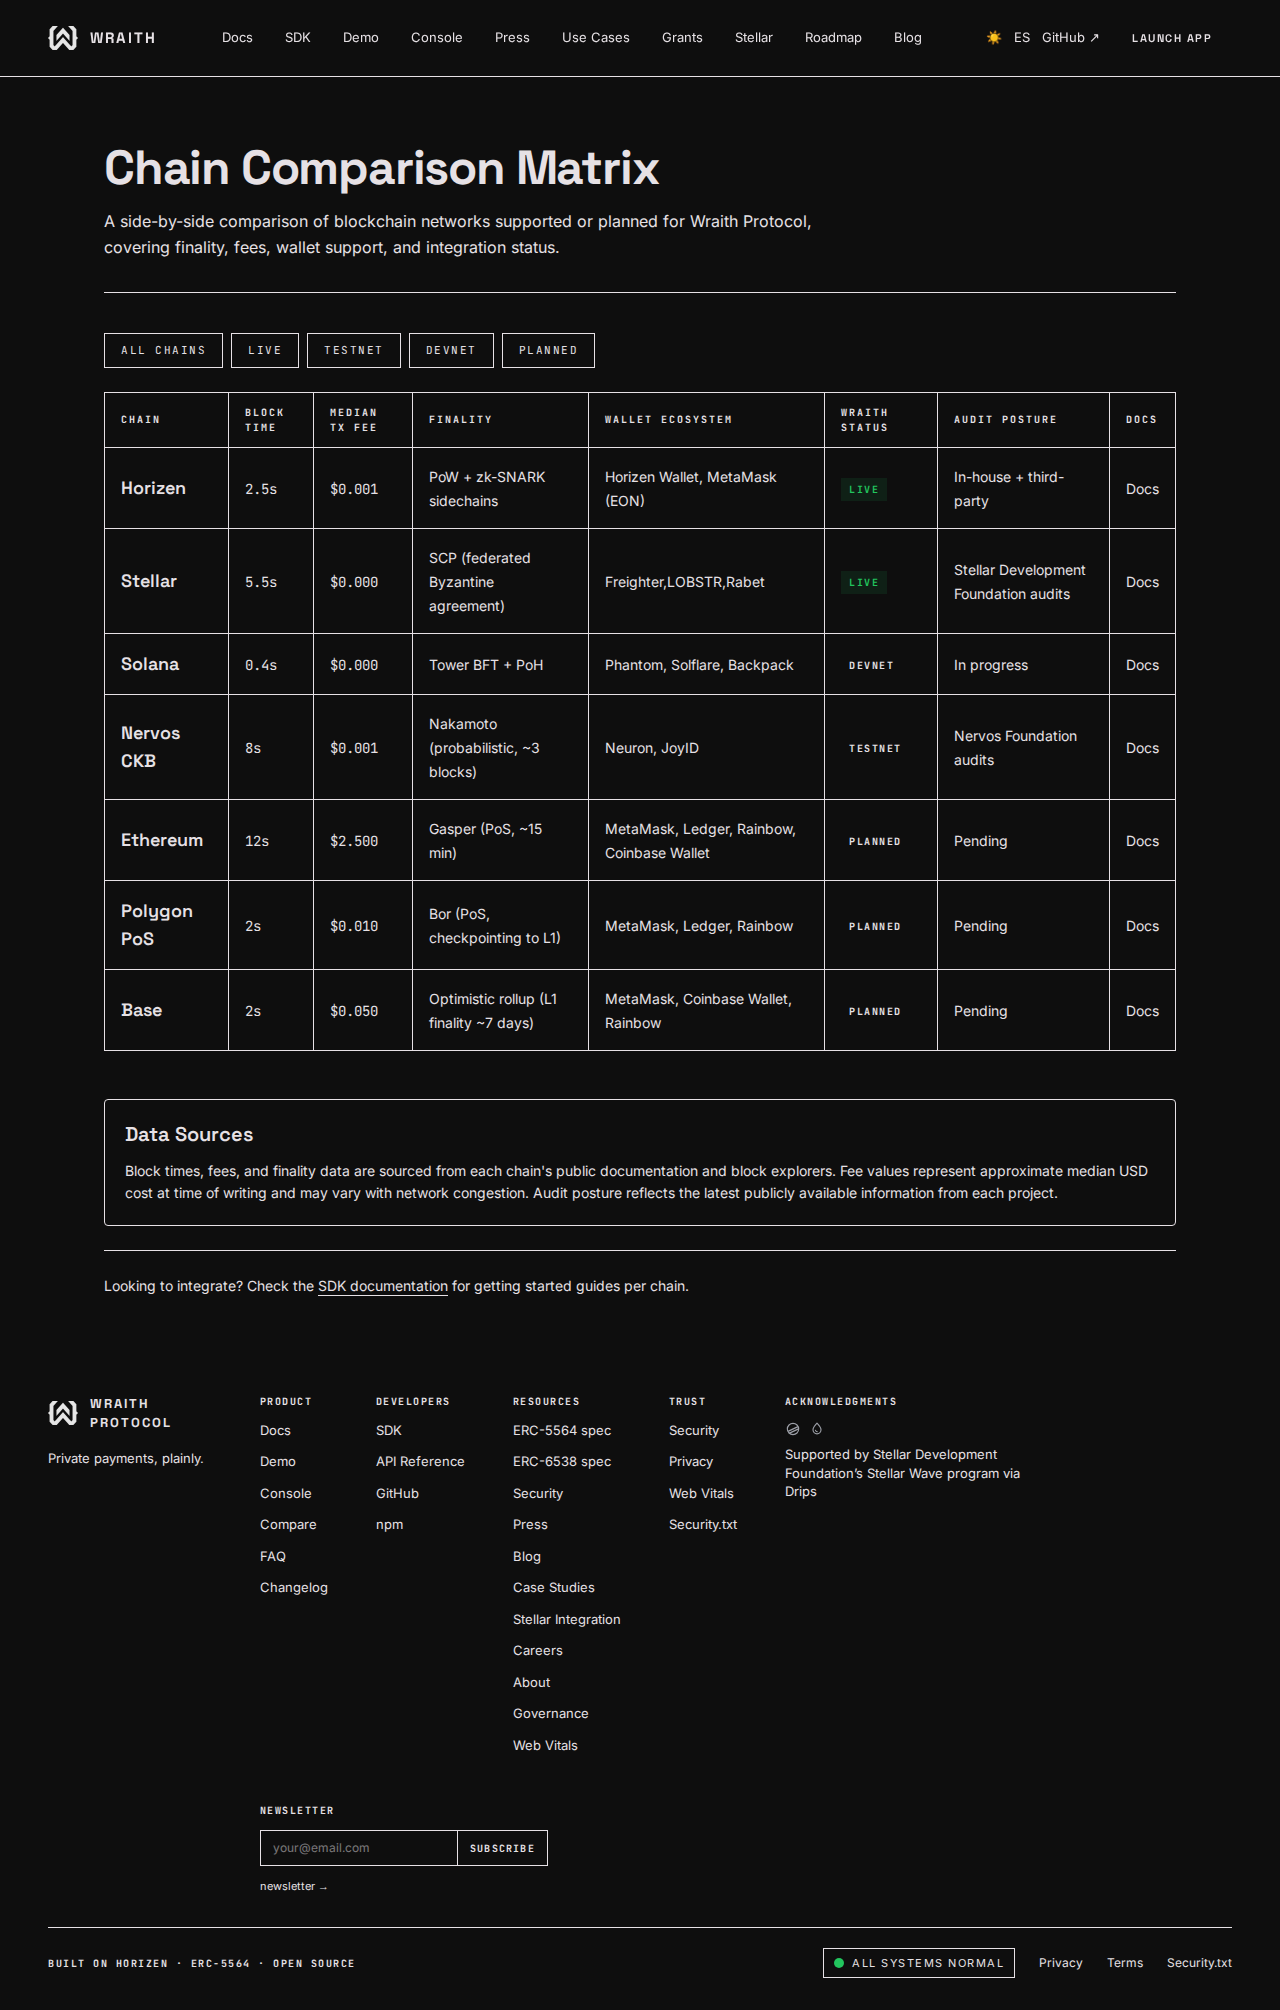 WRAITH
Docs SDK Demo Console Press Use Cases Grants Stellar Roadmap Blog
ES GitHub ↗ LAUNCH APP
Chain Comparison Matrix
A side-by-side comparison of blockchain networks supported or planned for Wraith Protocol,
covering finality, fees, wallet support, and integration status.
ALL CHAINS LIVE TESTNET DEVNET PLANNED
CHAIN BLOCK TIME MEDIAN TX FEE FINALITY WALLET ECOSYSTEM WRAITH STATUS AUDIT POSTURE DOCS
Horizen 2.5s $0.001 PoW + zk-SNARK sidechains Horizen Wallet, MetaMask (EON) LIVE In-house + third-party Docs
Stellar 5.5s $0.000 SCP (federated Byzantine agreement) Freighter,LOBSTR,Rabet LIVE Stellar Development Foundation audits Docs
Solana 0.4s $0.000 Tower BFT + PoH Phantom, Solflare, Backpack DEVNET In progress Docs
Nervos CKB 8s $0.001 Nakamoto (probabilistic, ~3 blocks) Neuron, JoyID TESTNET Nervos Foundation audits Docs
Ethereum 12s $2.500 Gasper (PoS, ~15 min) MetaMask, Ledger, Rainbow, Coinbase Wallet PLANNED Pending Docs
Polygon PoS 2s $0.010 Bor (PoS, checkpointing to L1) MetaMask, Ledger, Rainbow PLANNED Pending Docs
Base 2s $0.050 Optimistic rollup (L1 finality ~7 days) MetaMask, Coinbase Wallet, Rainbow PLANNED Pending Docs
Data Sources
Block times, fees, and finality data are sourced from each chain's public documentation and block explorers. Fee values represent approximate median USD
cost at time of writing and may vary with network congestion. Audit posture reflects the latest publicly available information from each project.
Looking to integrate? Check the SDK documentation for getting started guides per chain.
WRAITH
PROTOCOL
Private payments, plainly.
PRODUCT
Docs
Demo
Console
Compare
FAQ
Changelog
DEVELOPERS
SDK
API Reference
GitHub
npm
RESOURCES
ERC-5564 spec
ERC-6538 spec
Security
Press
Blog
Case Studies
Stellar Integration
Careers
About
Governance
Web Vitals
TRUST
Security
Privacy
Web Vitals
Security.txt
ACKNOWLEDGMENTS
Supported by Stellar Development
Foundation’s Stellar Wave program via
Drips
NEWSLETTER
your@email.com SUBSCRIBE
newsletter →
BUILT ON HORIZEN · ERC-5564 · OPEN SOURCE
ALL SYSTEMS NORMAL Privacy Terms Security.txt